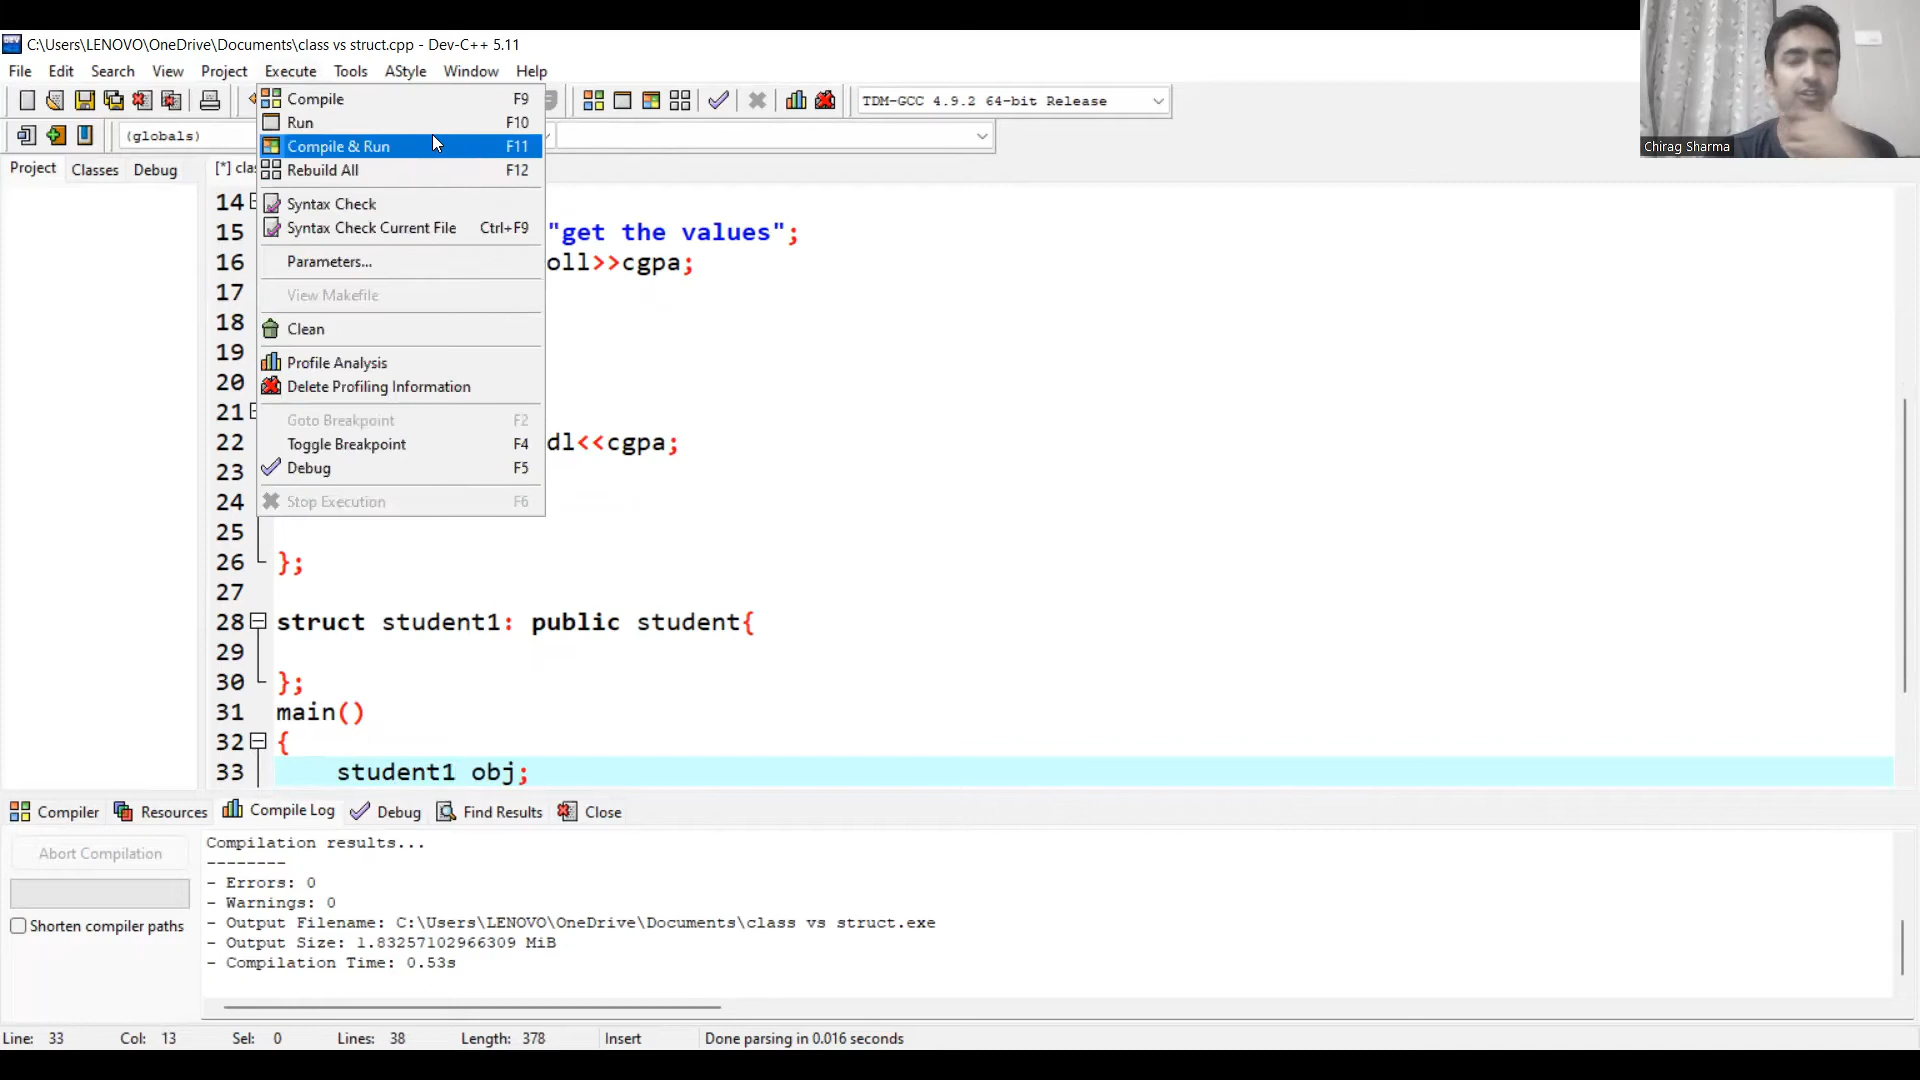 C:\Users\LENOVO\OneDrive\Documents\class vs struct.cpp - Dev-C++ 5.11
File Edit Search View Project Execute Tools AStyle Window Help
TDM-GCC 4.9.2 64-bit Release
(globals)
Project Classes Debug [*] clas
Compile F9
Run F10
Compile & Run F11
Rebuild All F12
Syntax Check
Syntax Check Current File Ctrl+F9
Parameters...
View Makefile
Clean
Profile Analysis
Delete Profiling Information
Goto Breakpoint F2
Toggle Breakpoint F4
Debug F5
Stop Execution F6
14
15 "get the values";
16 oll>>cgpa;
17
18
19
20
21
22 dl<<cgpa;
23
24
25
26 };
27
28 struct student1: public student{
29
30 };
31 main()
32 {
33 student1 obj;
Compiler Resources Compile Log Debug Find Results Close
Abort Compilation
Shorten compiler paths
Compilation results...
--------
- Errors: 0
- Warnings: 0
- Output Filename: C:\Users\LENOVO\OneDrive\Documents\class vs struct.exe
- Output Size: 1.83257102966309 MiB
- Compilation Time: 0.53s
Line: 33 Col: 13 Sel: 0 Lines: 38 Length: 378 Insert Done parsing in 0.016 seconds
Chirag Sharma